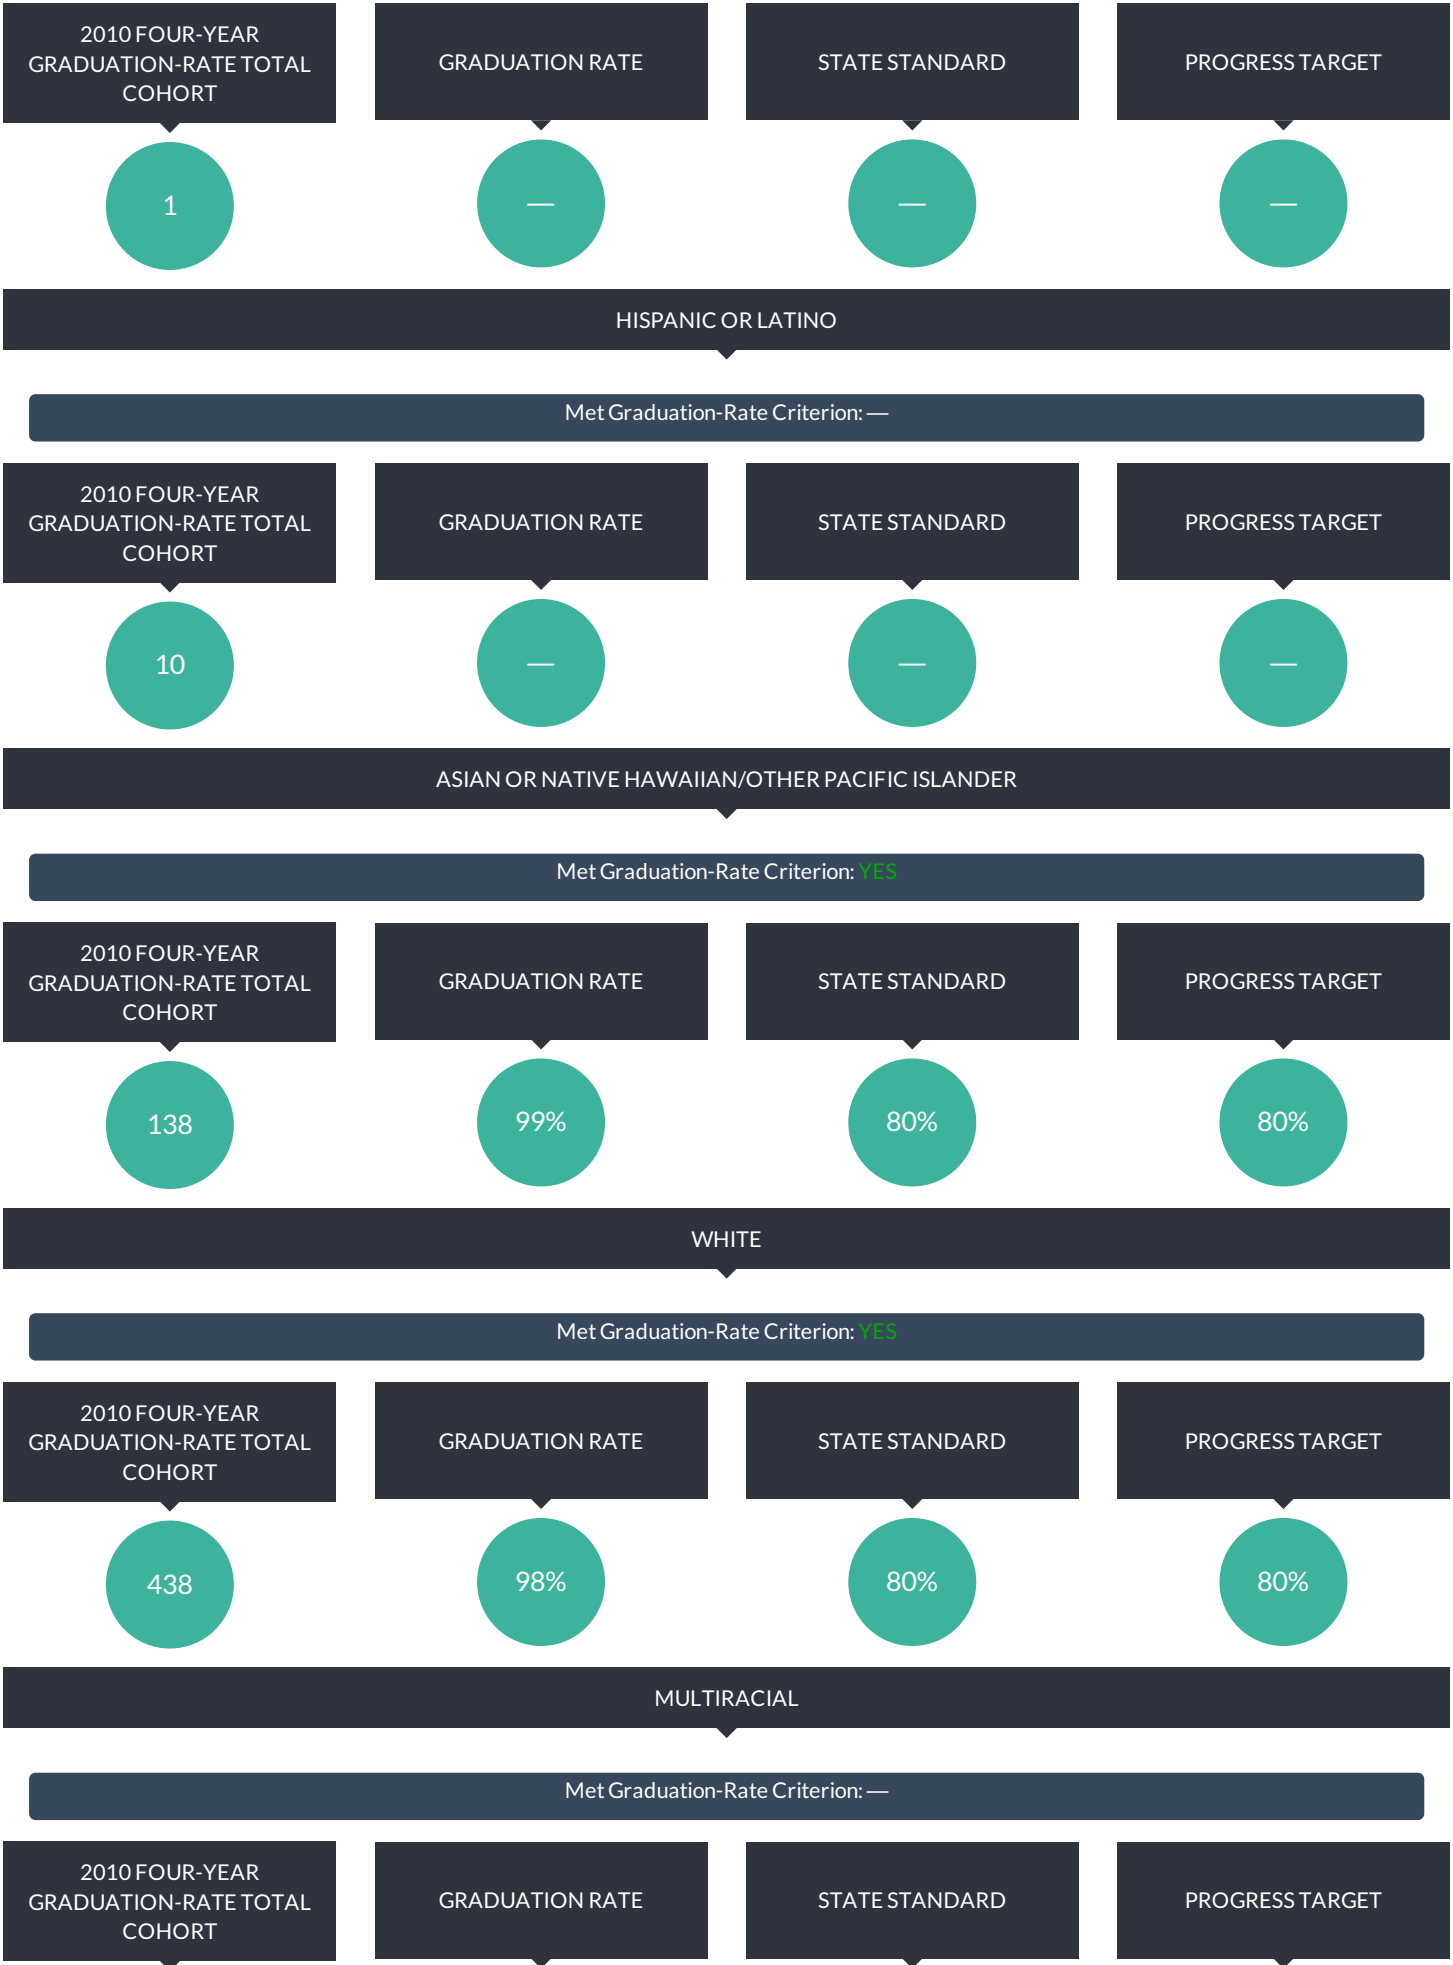 2010 FOUR-YEAR
GRADUATION-RATE TOTAL
COHORT
GRADUATION RATE
STATE STANDARD
PROGRESS TARGET
1
—
—
—
HISPANIC OR LATINO
Met Graduation-Rate Criterion: —
2010 FOUR-YEAR
GRADUATION-RATE TOTAL
COHORT
GRADUATION RATE
STATE STANDARD
PROGRESS TARGET
10
—
—
—
ASIAN OR NATIVE HAWAIIAN/OTHER PACIFIC ISLANDER
Met Graduation-Rate Criterion: YES
2010 FOUR-YEAR
GRADUATION-RATE TOTAL
COHORT
GRADUATION RATE
STATE STANDARD
PROGRESS TARGET
138
99%
80%
80%
WHITE
Met Graduation-Rate Criterion: YES
2010 FOUR-YEAR
GRADUATION-RATE TOTAL
COHORT
GRADUATION RATE
STATE STANDARD
PROGRESS TARGET
438
98%
80%
80%
MULTIRACIAL
Met Graduation-Rate Criterion: —
2010 FOUR-YEAR
GRADUATION-RATE TOTAL
COHORT
GRADUATION RATE
STATE STANDARD
PROGRESS TARGET